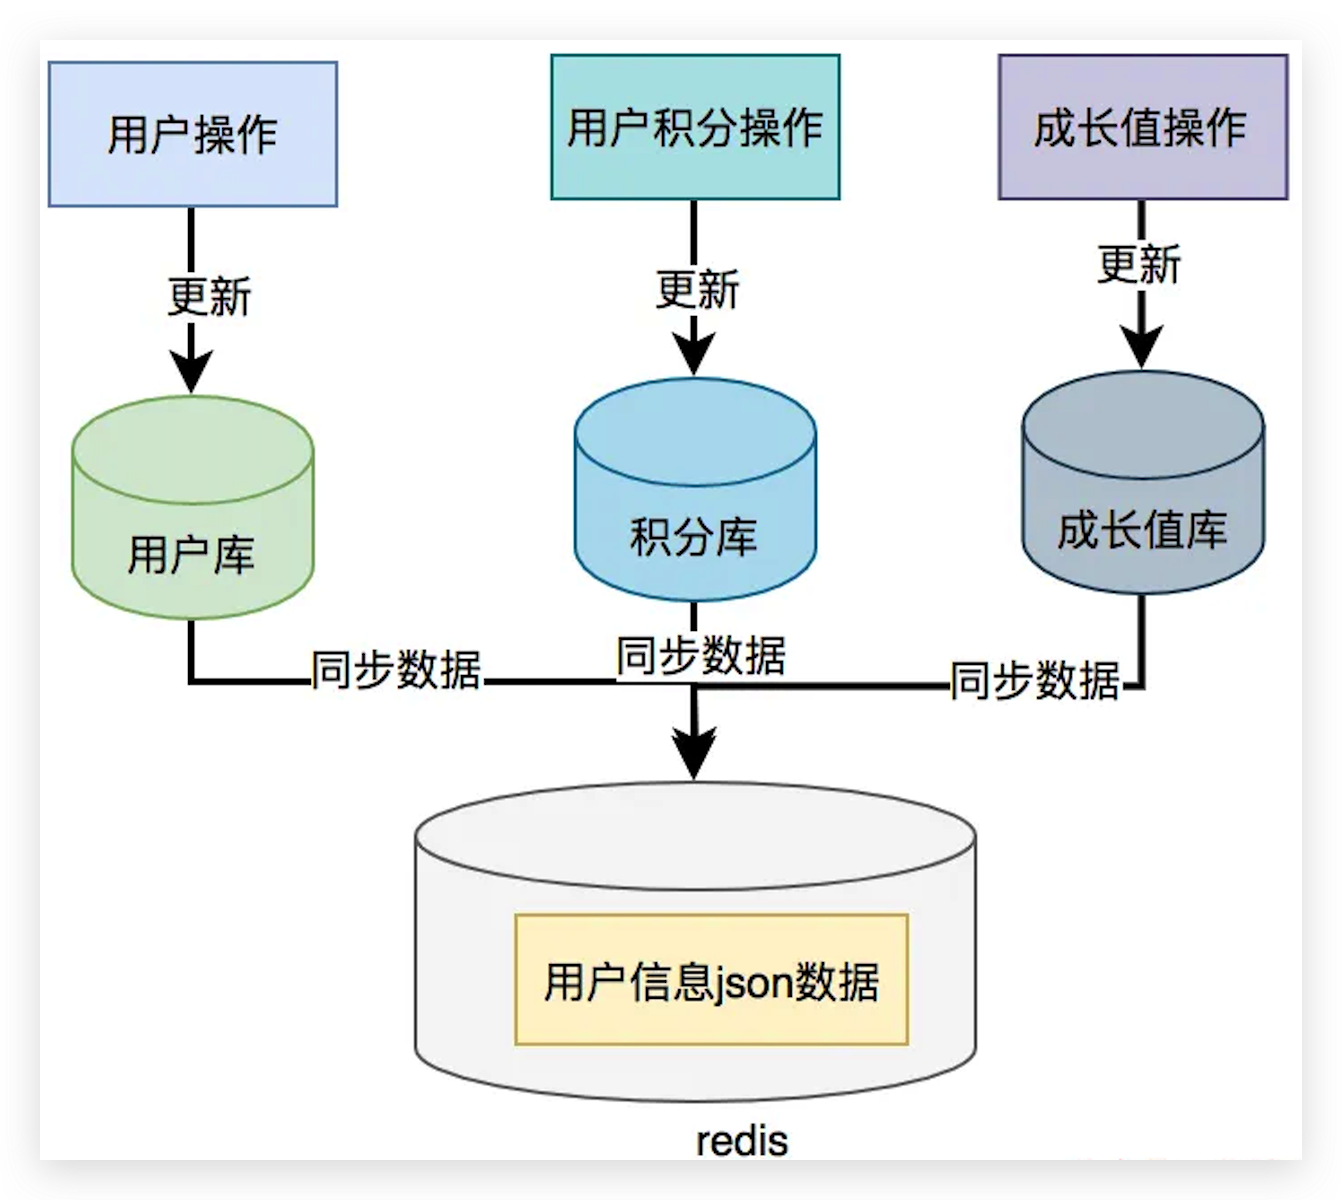 用户操作
用户积分操作
成长值操作
更新
更新
更新
用户库
积分库
成长值库
同步数据
同步数据
同步数据
用户信息json数据
redis